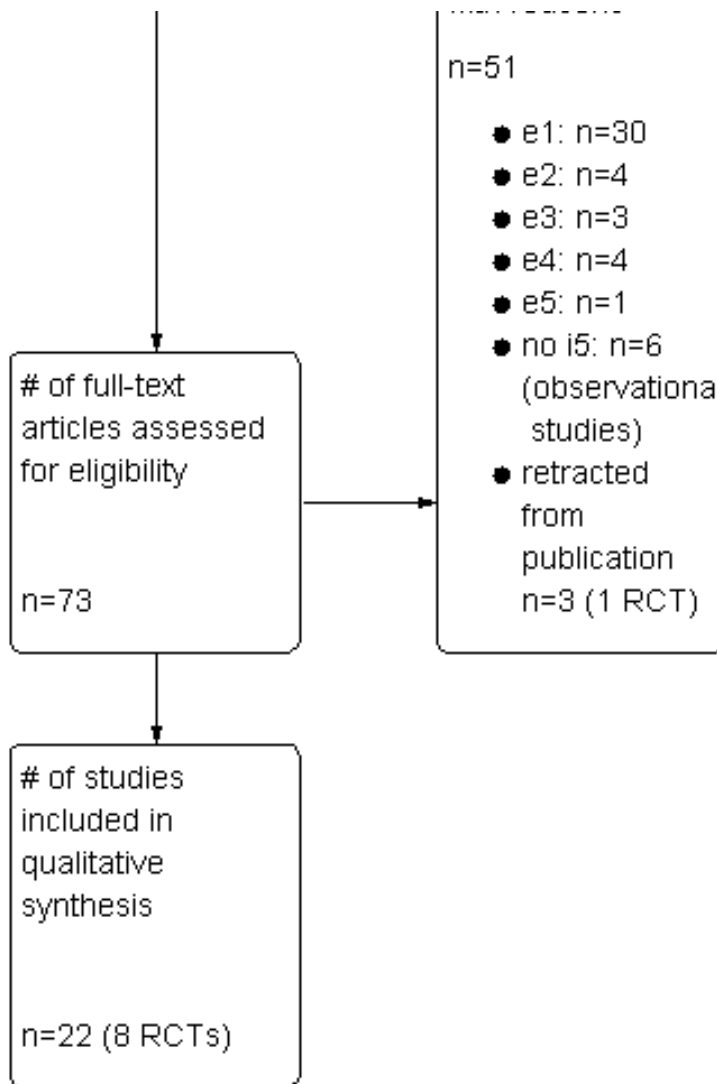 n=51
● e1: n=30
● e2: n=4
● e3: n=3
● e4: n=4
● e5: n=1
● no i5: n=6
(observationa
studies)
● retracted
from
publication
n=3 (1 RCT)
# of full-text
articles assessed
for eligibility
n=73
# of studies
included in
qualitative
synthesis
n=22 (8 RCTs)